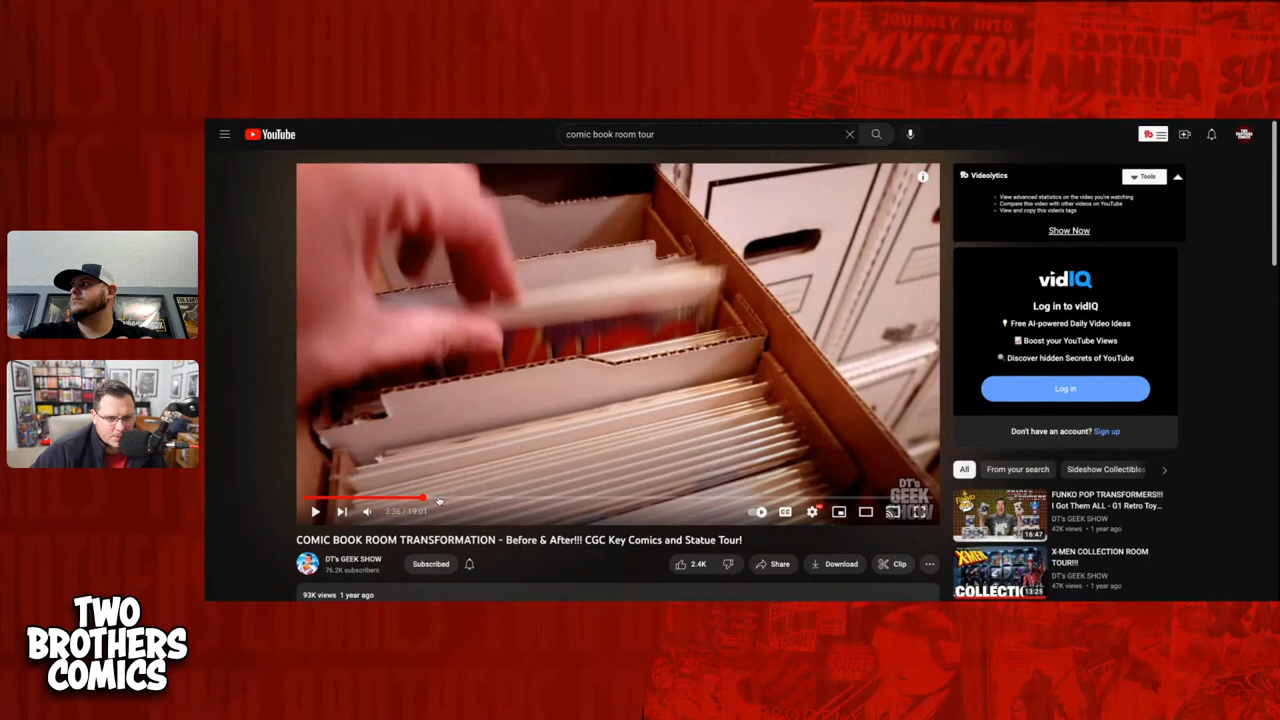 JOURNEY INTO
MYSTERY
CAPTAIN
AMERICA
YouTube
comic book room tour
Videolytics
Tools
View advanced statistics on the video you're watching
Compare this video with other videos on YouTube
View and copy this video's tags
Show Now
vidIQ
Log in to vidIQ
Free AI-powered Daily Video Ideas
Boost your YouTube Views
Discover hidden Secrets of YouTube
Log in
Don't have an account? Sign up
All From your search Sideshow Collectibles
DT's
GEEK
SHOW
3:36 / 19:01
COMIC BOOK ROOM TRANSFORMATION - Before & After!!! CGC Key Comics and Statue Tour!
DT's GEEK SHOW
76.2K subscribers
Subscribed
2.4K
Share
Download
Clip
93K views 1 year ago
FUNKO POP TRANSFORMERS!!!
I Got Them ALL - G1 Retro Toy...
DT's GEEK SHOW
42K views • 1 year ago
16:47
X-MEN COLLECTION ROOM
TOUR!!!
DT's GEEK SHOW
47K views • 1 year ago
X-MEN
COLLECTI
13:25
TWO
BROTHERS
COMICS